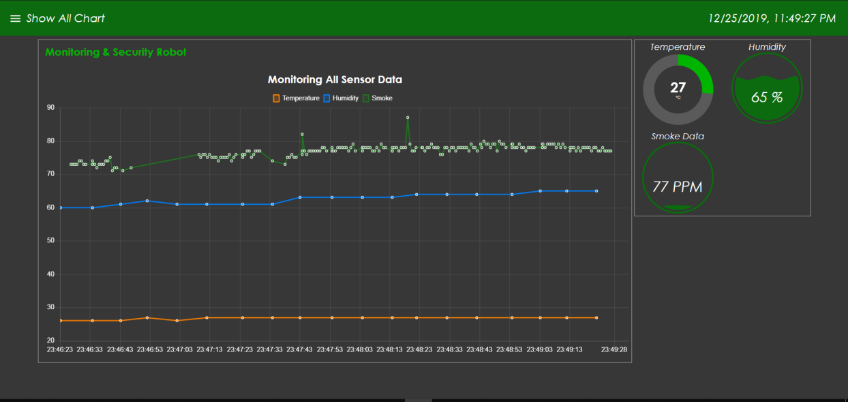 Show All Chart
12/25/2019, 11:49:27 PM
Monitoring & Security Robot
Monitoring All Sensor Data
Temperature Humidity Smoke
90
80
70
60
50
40
30
20
23:46:23 23:46:33 23:46:43 23:46:53 23:47:03 23:47:13 23:47:23 23:47:33 23:47:43 23:47:53 23:48:03 23:48:13 23:48:23 23:48:33 23:48:43 23:48:53 23:49:03 23:49:13 23:49:28
Temperature Humidity
27
°C
65 %
Smoke Data
77 PPM